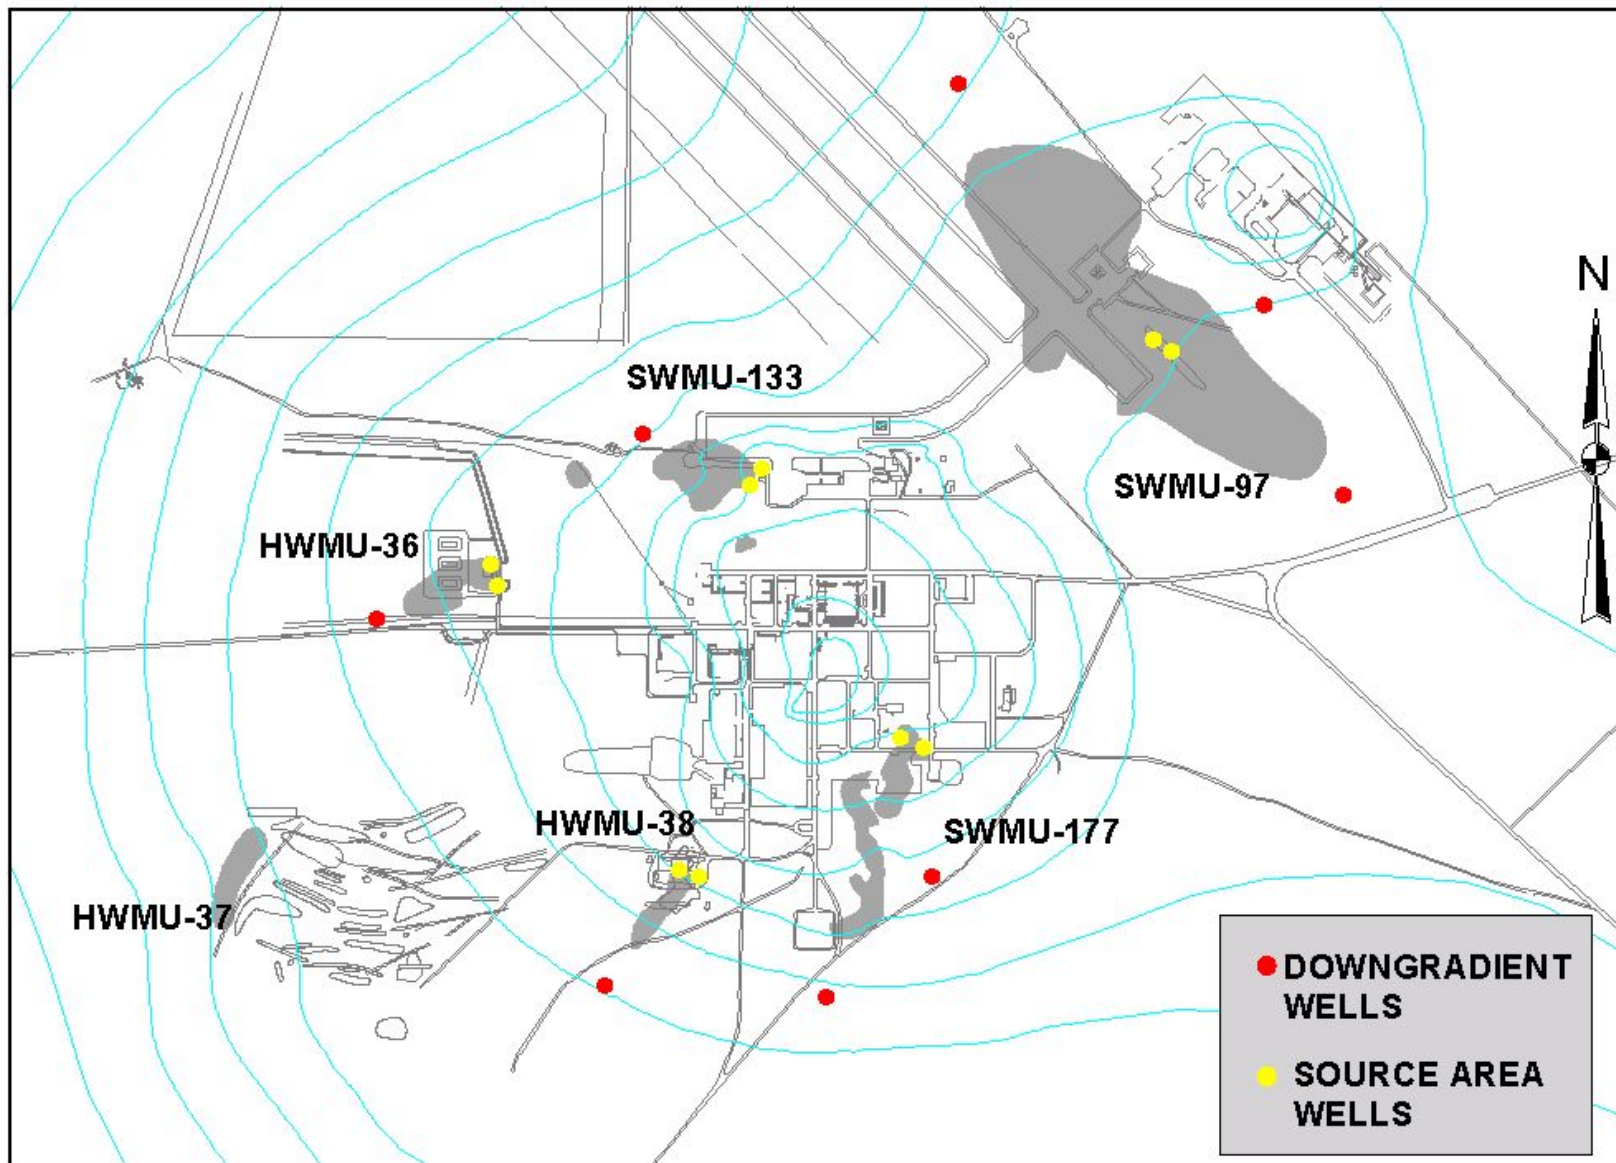 N
SWMU-133
SWMU-97
HWMU-36
HWMU-38
SWMU-177
HWMU-37
DOWNGRADIENT
WELLS
SOURCE AREA
WELLS